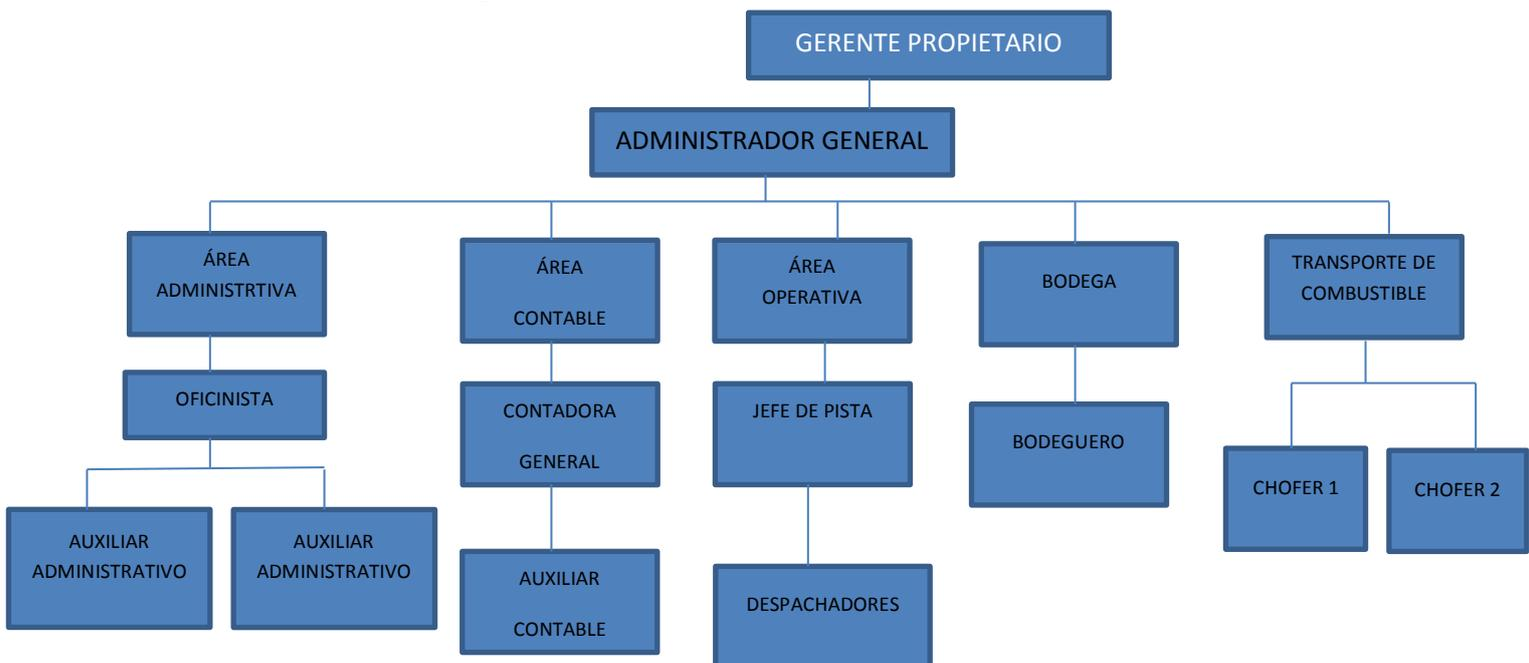 GERENTE PROPIETARIO
ADMINISTRADOR GENERAL
ÁREA
ADMINISTRTIVA
ÁREA
CONTABLE
ÁREA
OPERATIVA
BODEGA
TRANSPORTE DE
COMBUSTIBLE
OFICINISTA
CONTADORA
GENERAL
JEFE DE PISTA
BODEGUERO
CHOFER 1
CHOFER 2
AUXILIAR
ADMINISTRATIVO
AUXILIAR
ADMINISTRATIVO
AUXILIAR
CONTABLE
DESPACHADORES